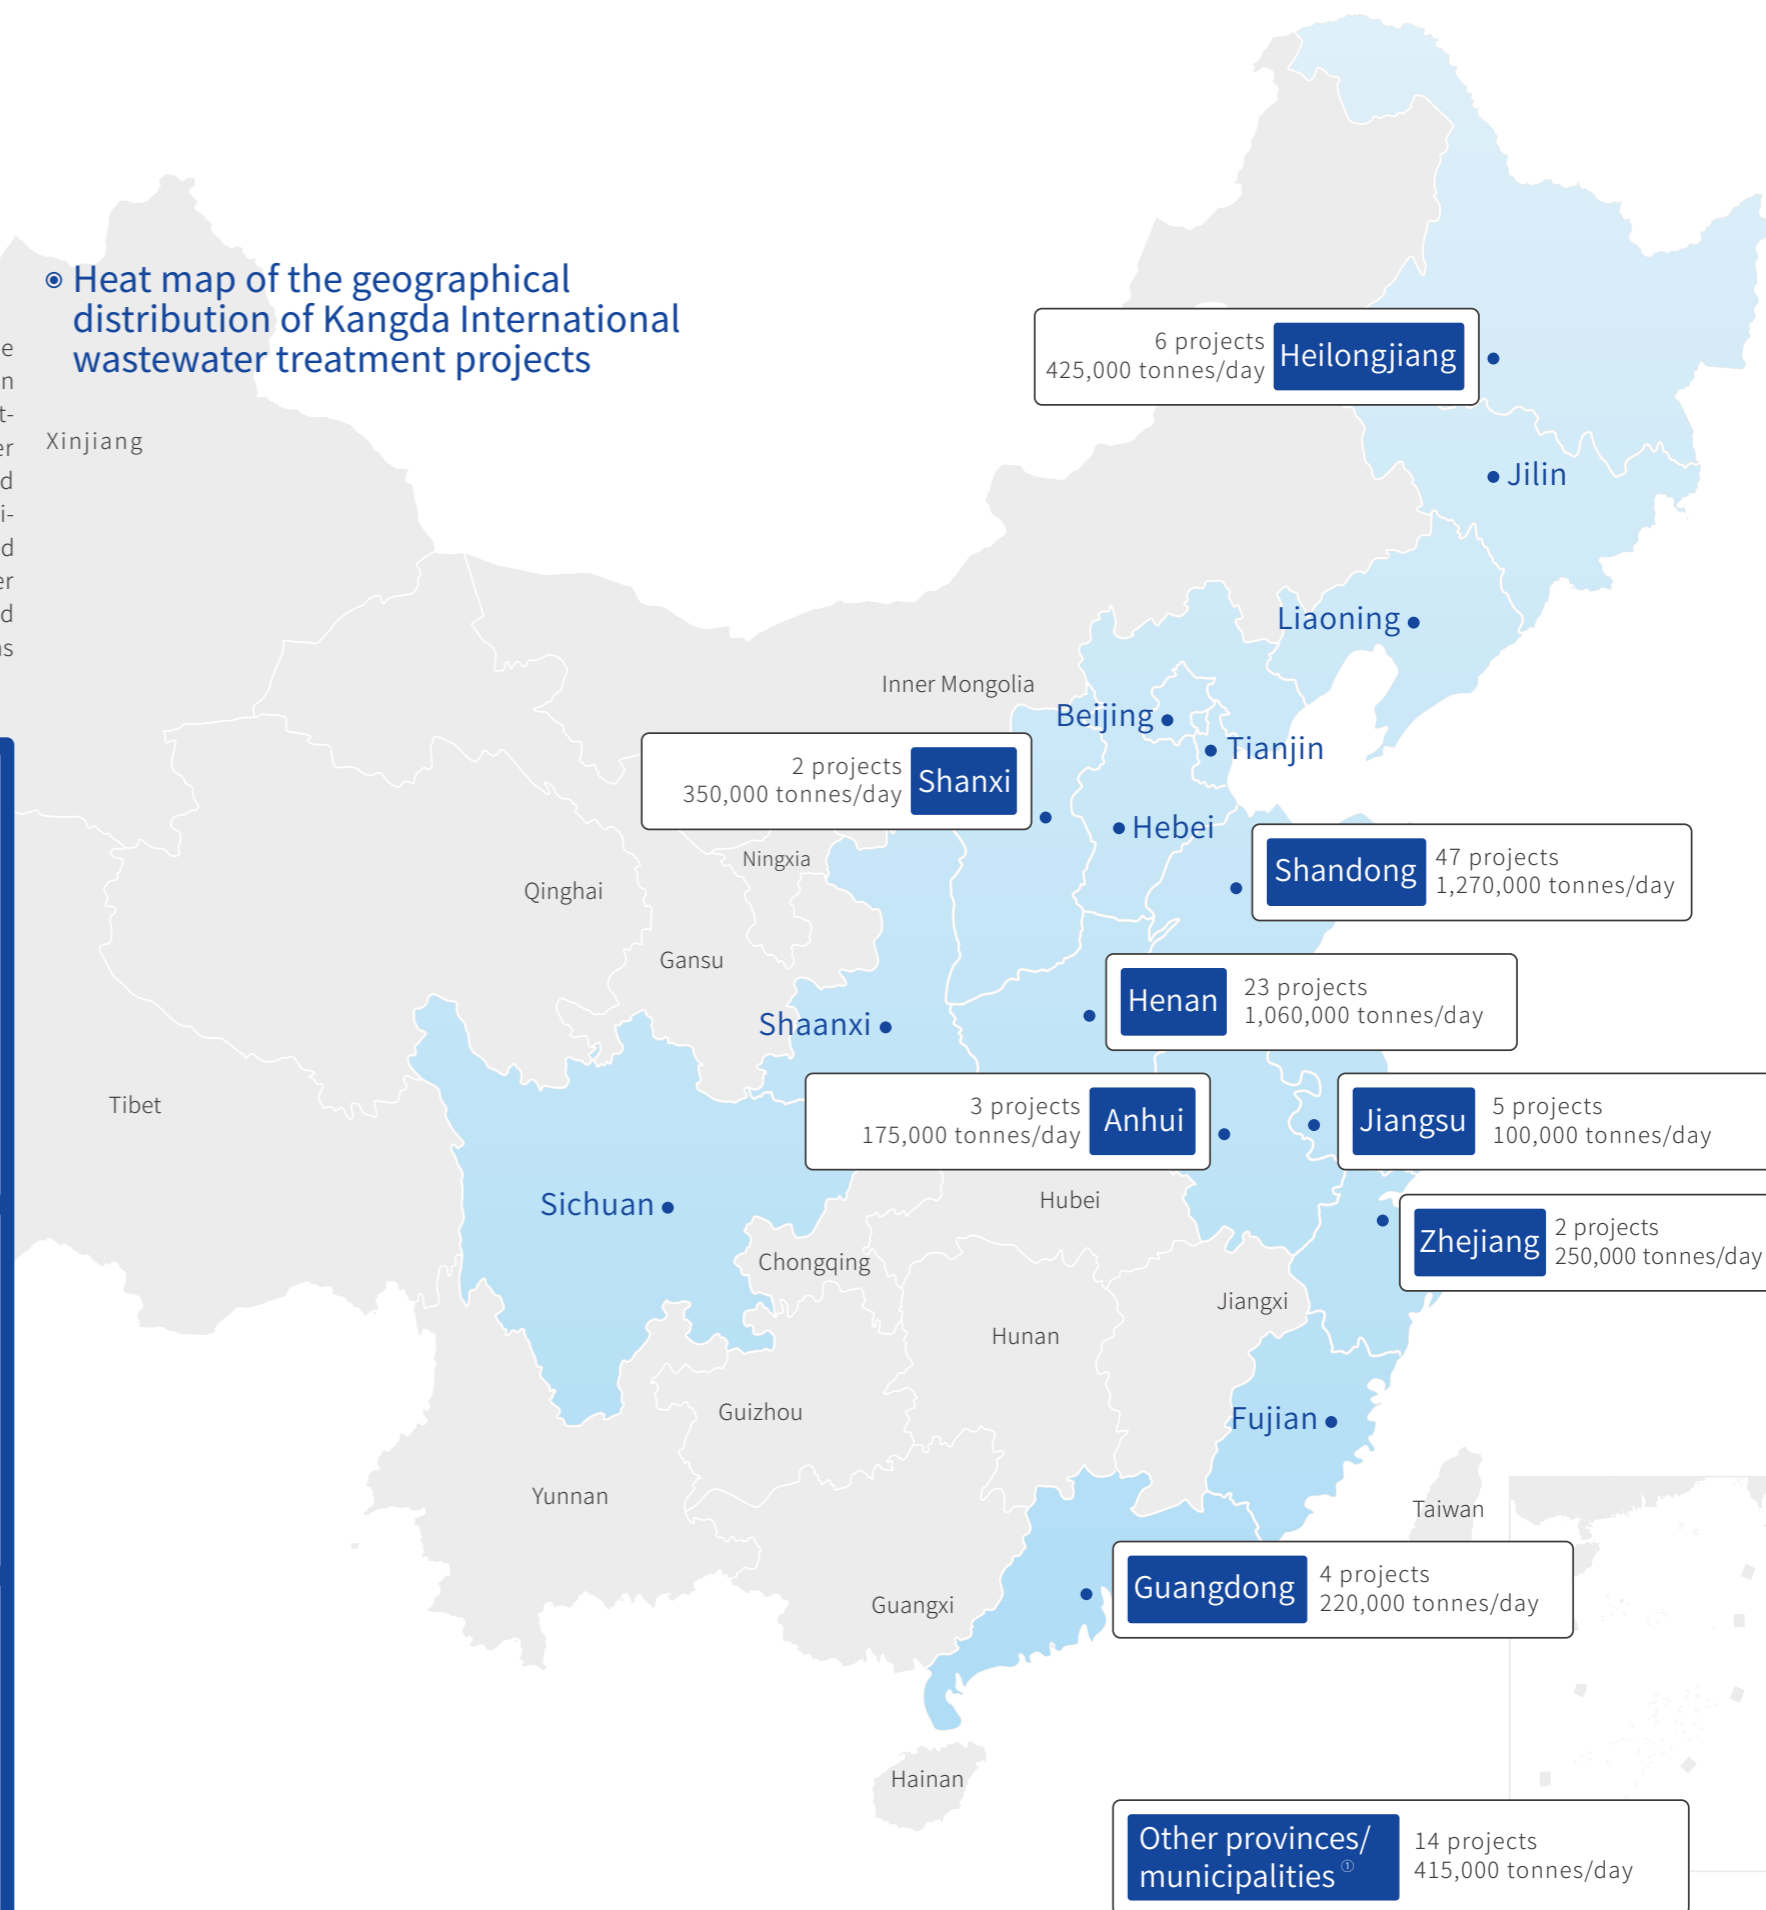 Heat map of the geographical
distribution of Kangda International
wastewater treatment projects
Xinjiang
6 projects
425,000 tonnes/day
Heilongjiang
Jilin
Liaoning
Inner Mongolia
Beijing
Tianjin
2 projects
350,000 tonnes/day
Shanxi
Hebei
Ningxia
Shandong
47 projects
1,270,000 tonnes/day
Qinghai
Gansu
Henan
23 projects
1,060,000 tonnes/day
Shaanxi
Tibet
3 projects
175,000 tonnes/day
Anhui
Jiangsu
5 projects
100,000 tonnes/day
Sichuan
Hubei
Zhejiang
2 projects
250,000 tonnes/day
Chongqing
Jiangxi
Hunan
Guizhou
Fujian
Yunnan
Taiwan
Guangdong
4 projects
220,000 tonnes/day
Guangxi
Hainan
Other provinces/
municipalities ①
14 projects
415,000 tonnes/day